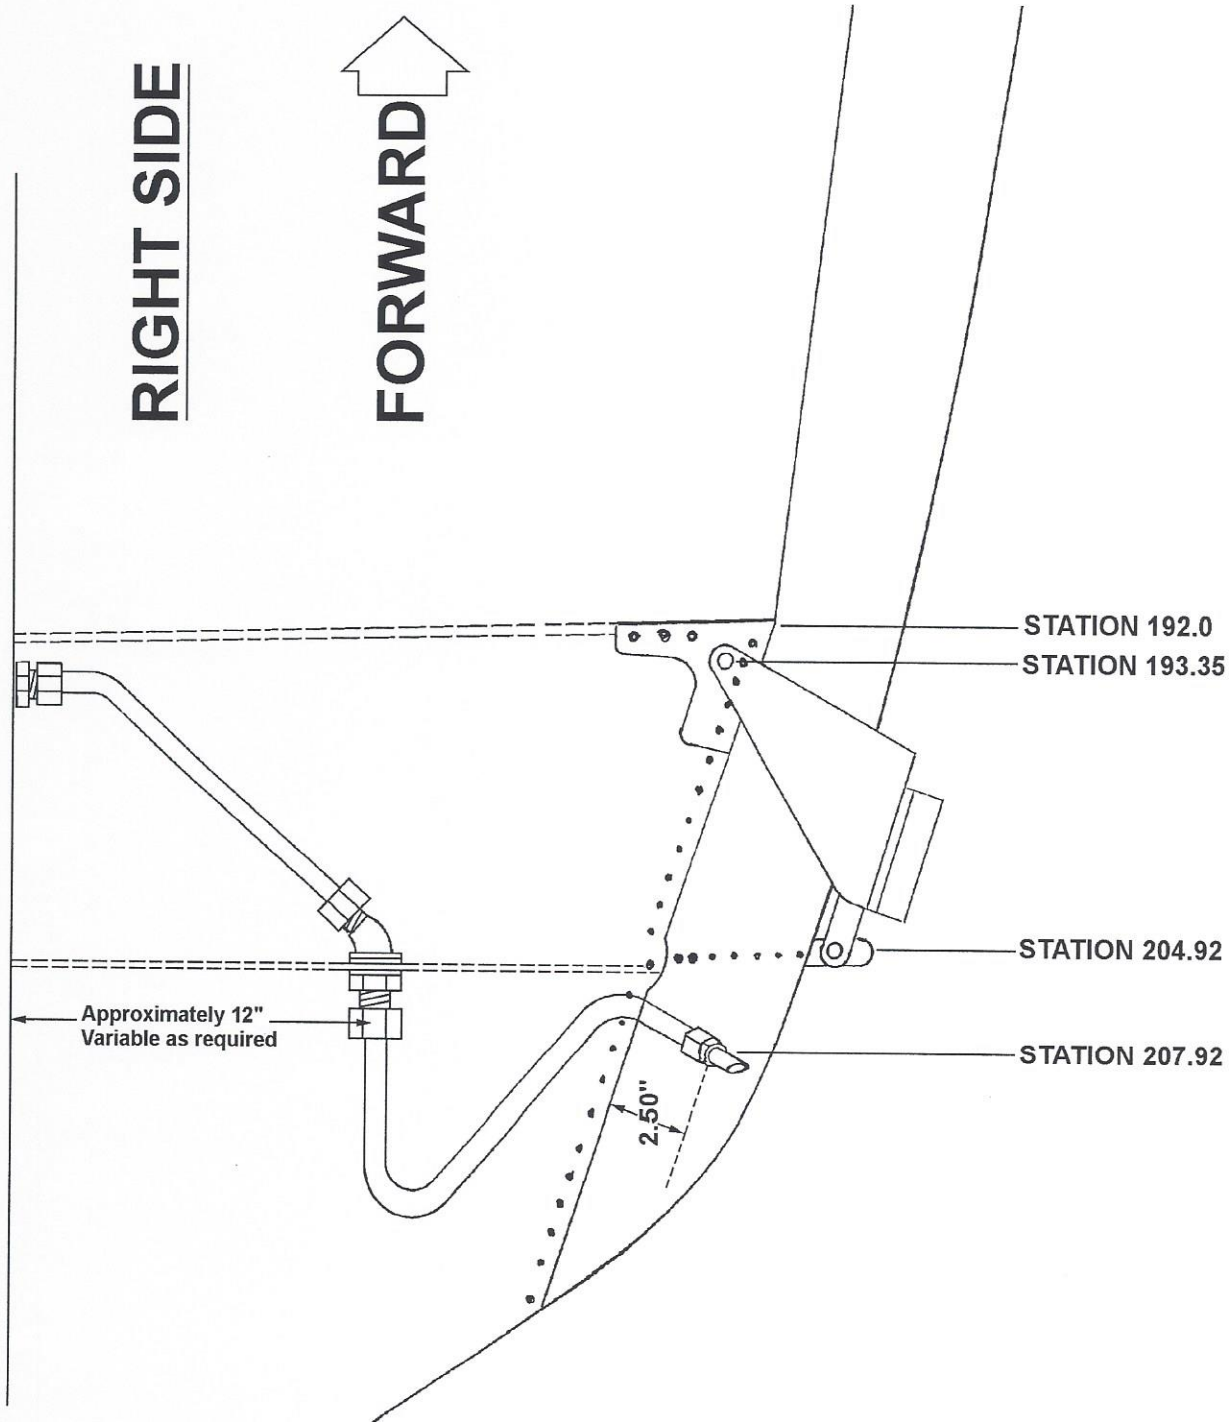 RIGHT SIDE
FORWARD
STATION 192.0
STATION 193.35
STATION 204.92
Approximately 12"
Variable as required
STATION 207.92
2.50"